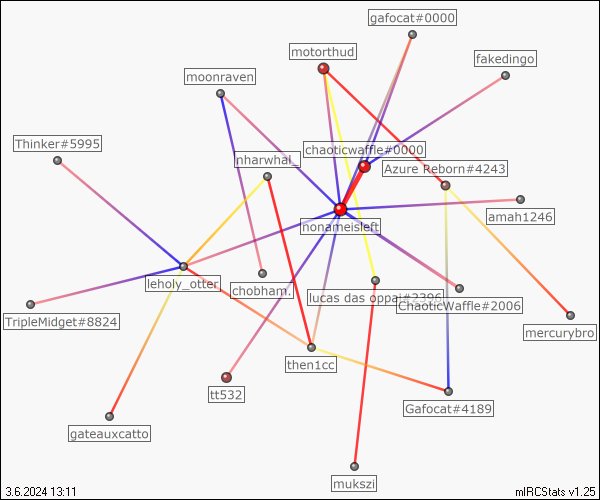 gafocat#0000
motorthud
fakedingo
moonraven
Thinker#5995
chaoticwaffle#0000
nharwhal_
Azure Reborn#4243
amah1246
nonameisleft
leholy_otter
chobham.
lucas das oppai#2396
ChaoticWaffle#2006
TripleMidget#8824
mercurybro
then1cc
tt532
Gafocat#4189
gateauxcatto
mukszi
3.6.2024 13:11
mIRCStats v1.25